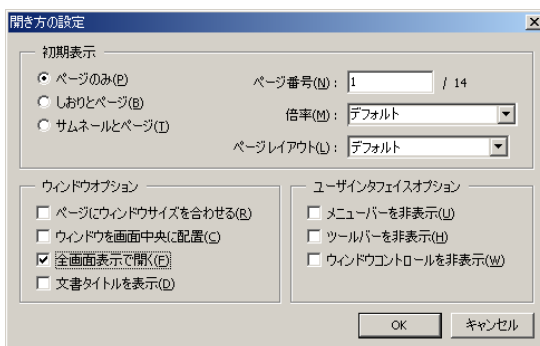 開き方の設定
初期表示
ページのみ(P)
しおりとページ(B)
サムネールとページ(T)
ページ番号(N): 1 / 14
倍率(M): デフォルト
ページレイアウト(L): デフォルト
ウィンドウオプション
ページにウィンドウサイズを合わせる(R)
ウィンドウを画面中央に配置(C)
全画面表示で開く(F)
文書タイトルを表示(D)
ユーザインタフェイスオプション
メニューバーを非表示(U)
ツールバーを非表示(H)
ウィンドウコントロールを非表示(W)
OK
キャンセル